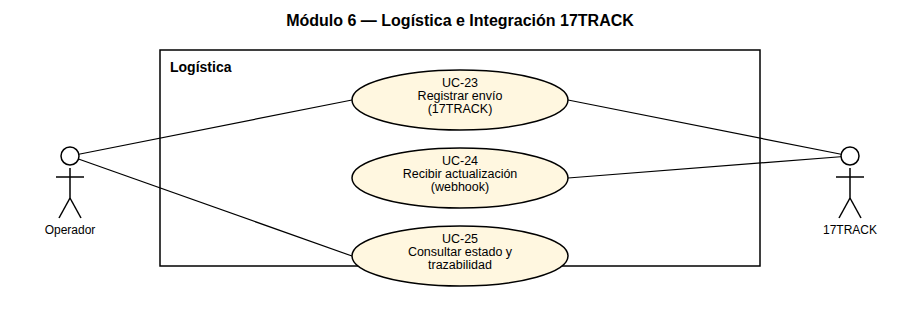 Módulo 6 — Logística e Integración 17TRACK
Logística
UC-23
Registrar envío
(17TRACK)
UC-24
Recibir actualización
(webhook)
UC-25
Consultar estado y
trazabilidad
Operador
17TRACK